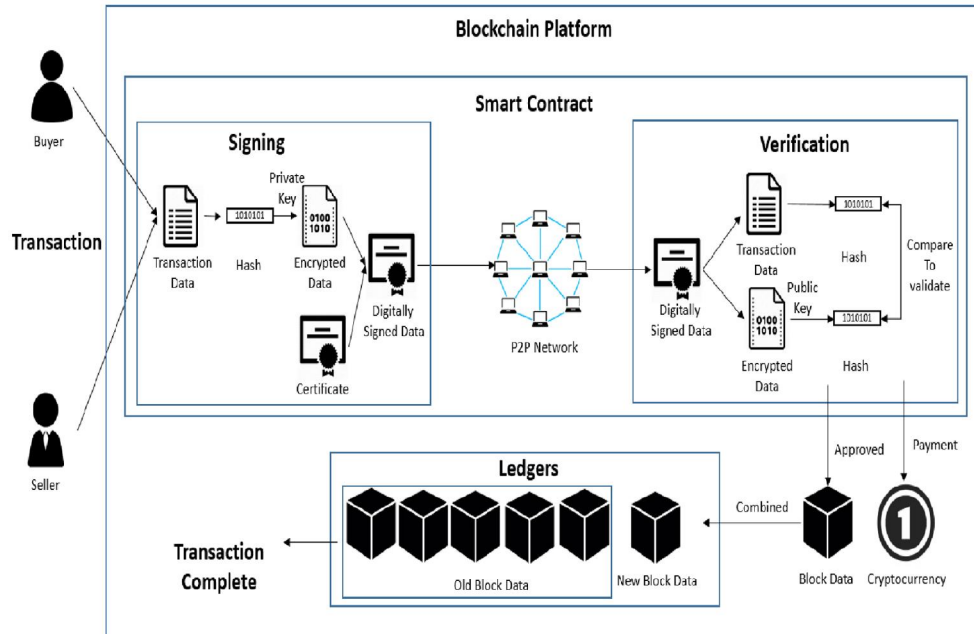 Blockchain Platform
Smart Contract
Buyer
Signing
Private
Key
1010101
0100
1010
Transaction
Data
Hash
Encrypted
Data
Digitally
Signed Data
Certificate
Transaction
Seller
P2P Network
Verification
Digitally
Signed Data
Transaction
Data
1010101
Hash
Compare
To
validate
Public
Key
0100
1010
1010101
Encrypted
Data
Hash
Approved
Payment
Block Data
1
Cryptocurrency
Combined
Ledgers
Old Block Data
New Block Data
Transaction
Complete